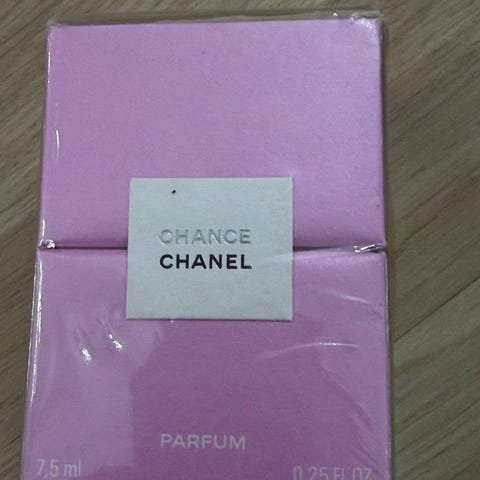 CHANCE
CHANEL
PARFUM
7,5 ml
0.25 FL OZ